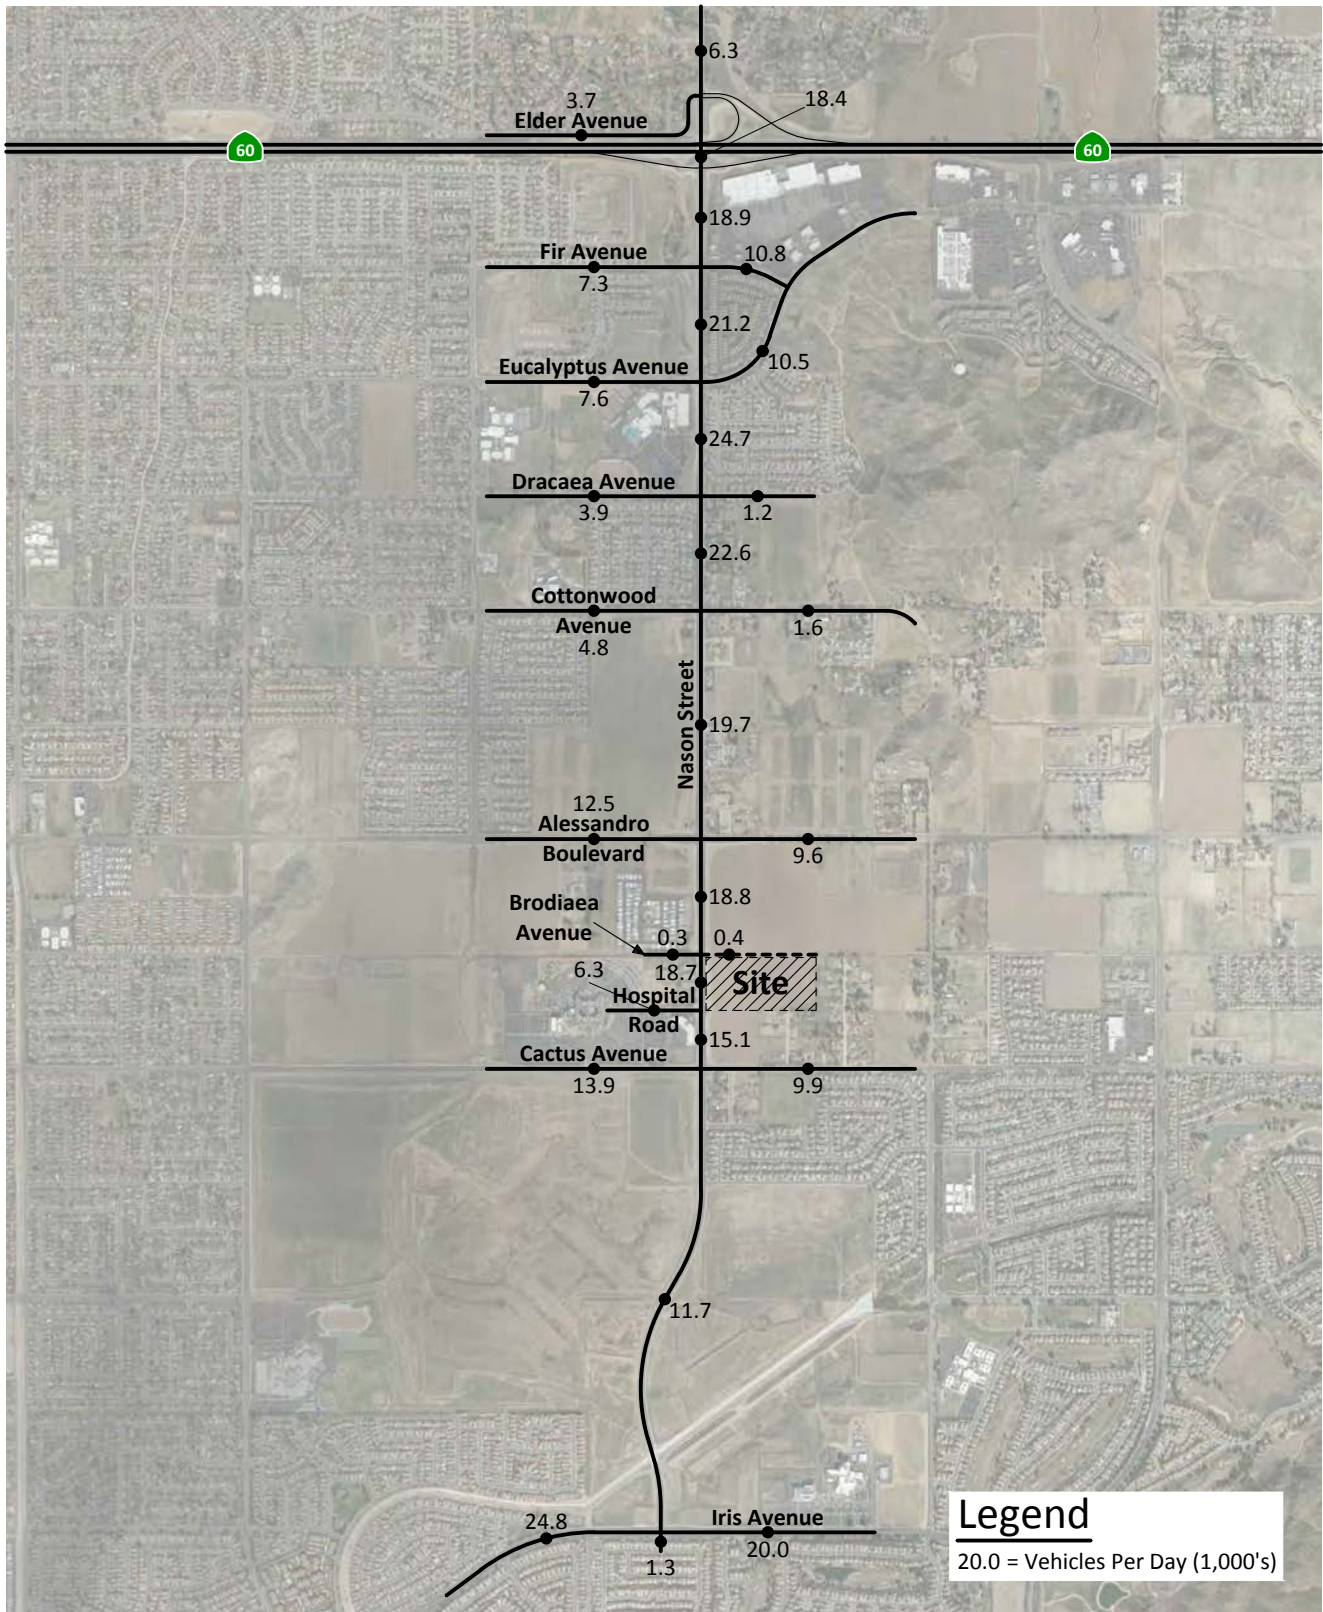 6.3
3.7
18.4
Elder Avenue
60
60
18.9
Fir Avenue
10.8
7.3
21.2
Eucalyptus Avenue
10.5
7.6
24.7
Dracaea Avenue
3.9
1.2
22.6
Cottonwood
Avenue
1.6
4.8
Nason Street
19.7
12.5
Alessandro
Boulevard
9.6
18.8
Brodiaea
Avenue
0.3
0.4
6.3
18.7
Site
Hospital
Road
15.1
Cactus Avenue
13.9
9.9
11.7
24.8
Iris Avenue
20.0
1.3
Legend
20.0 = Vehicles Per Day (1,000's)